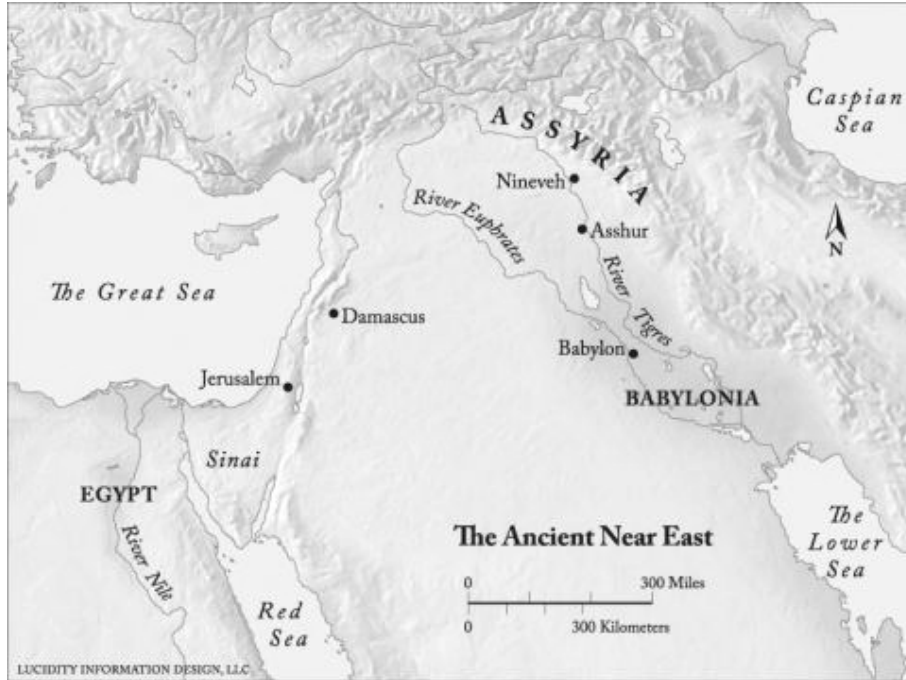 Caspian
Sea
ASSYRIA
Nineveh
River Euphrates
Asshur
N
River
Tigres
The Great Sea
Damascus
Babylon
Jerusalem
BABYLONIA
Sinai
EGYPT
River Nile
The
Lower
Sea
The Ancient Near East
0 300 Miles
0 300 Kilometers
Red
Sea
LUCIDITY INFORMATION DESIGN, LLC